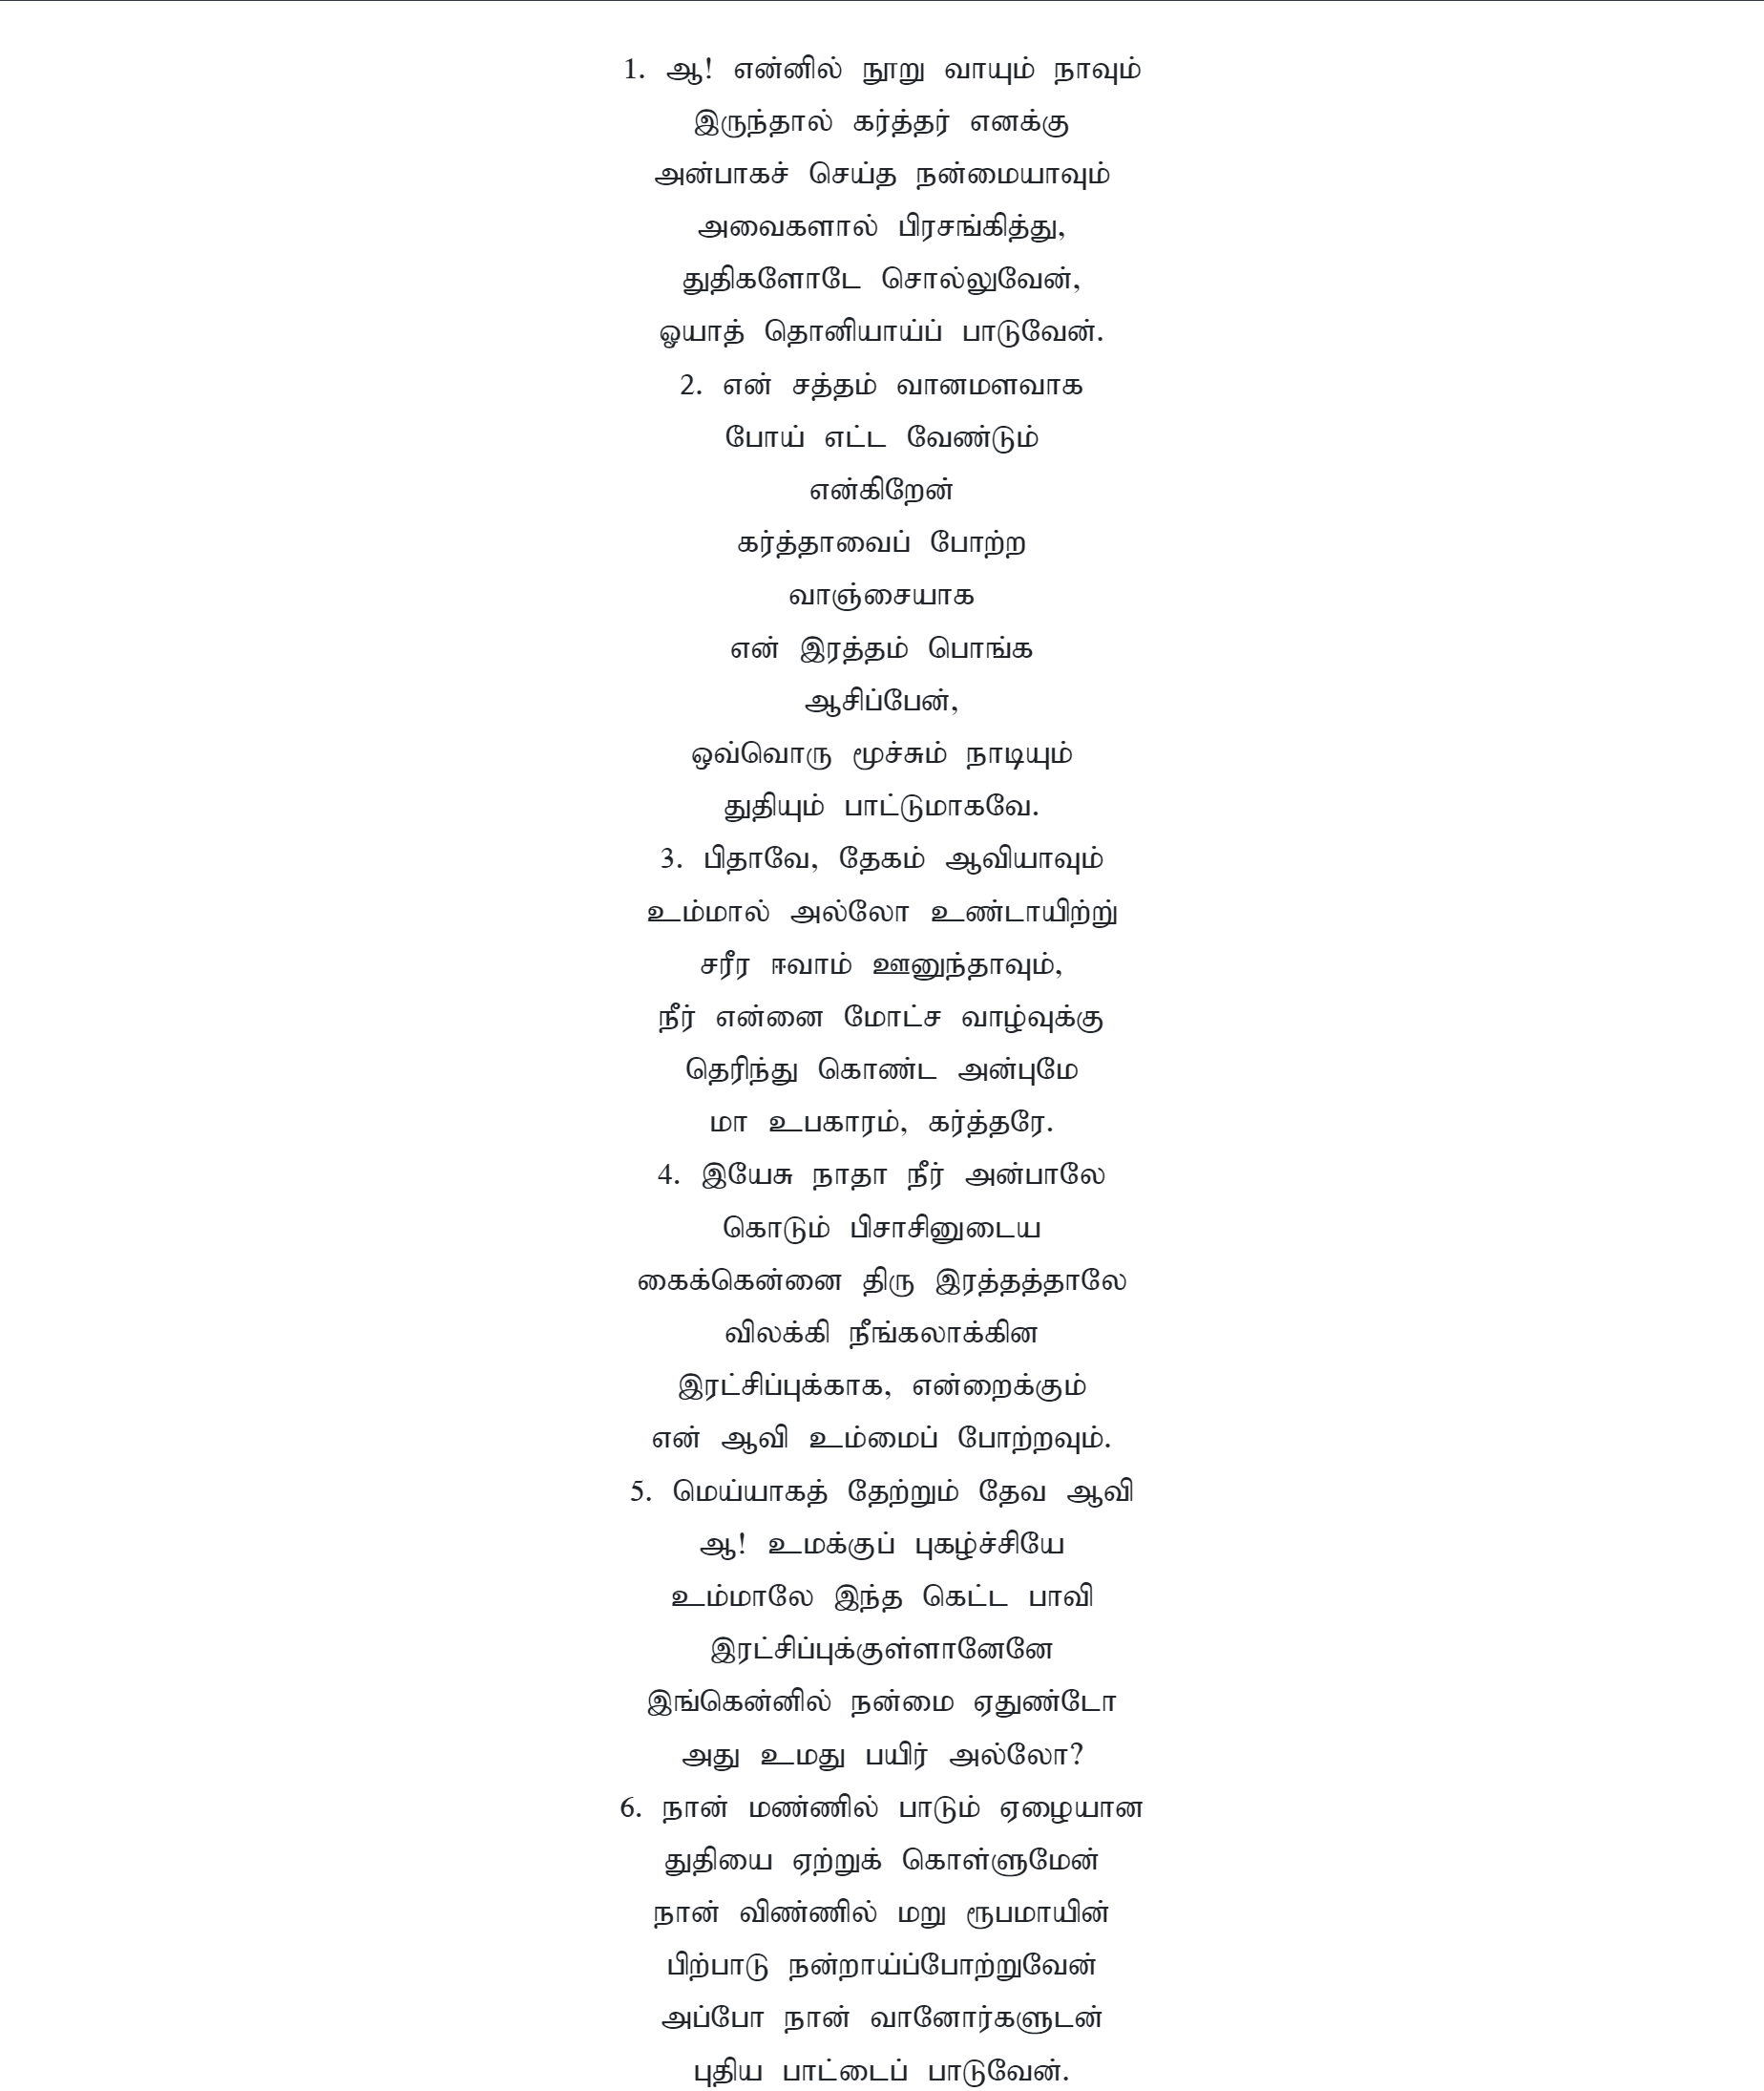 1. ஆ! என்னில் நூறு வாயும் நாவும்
இருந்தால் கர்த்தர் எனக்கு
அன்பாகச் செய்த நன்மையாவும்
அவைகளால் பிரசங்கித்து,
துதிகளோடே சொல்லுவேன்,
ஓயாத் தொனியாய்ப் பாடுவேன்.
2. என் சத்தம் வானமளவாக
போய் எட்ட வேண்டும்
என்கிறேன்
கர்த்தாவைப் போற்ற
வாஞ்சையாக
என் இரத்தம் பொங்க
ஆசிப்பேன்,
ஒவ்வொரு மூச்சும் நாடியும்
துதியும் பாட்டுமாகவே.
3. பிதாவே, தேகம் ஆவியாவும்
உம்மால் அல்லோ உண்டாயிற்று்
சரீர ஈவாம் ஊனுந்தாவும்,
நீர் என்னை மோட்ச வாழ்வுக்கு
தெரிந்து கொண்ட அன்புமே
மா உபகாரம், கர்த்தரே.
4. இயேசு நாதா நீர் அன்பாலே
கொடும் பிசாசினுடைய
கைக்கென்னை திரு இரத்தத்தாலே
விலக்கி நீங்கலாக்கின
இரட்சிப்புக்காக, என்றைக்கும்
என் ஆவி உம்மைப் போற்றவும்.
5. மெய்யாகத் தேற்றும் தேவ ஆவி
ஆ! உமக்குப் புகழ்ச்சியே
உம்மாலே இந்த கெட்ட பாவி
இரட்சிப்புக்குள்ளானேனே
இங்கென்னில் நன்மை ஏதுண்டோ
அது உமது பயிர் அல்லோ?
6. நான் மண்ணில் பாடும் ஏழையான
துதியை ஏற்றுக் கொள்ளுமேன்
நான் விண்ணில் மறு ரூபமாயின்
பிற்பாடு நன்றாய்ப்போற்றுவேன்
அப்போ நான் வானோர்களுடன்
புதிய பாட்டைப் பாடுவேன்.